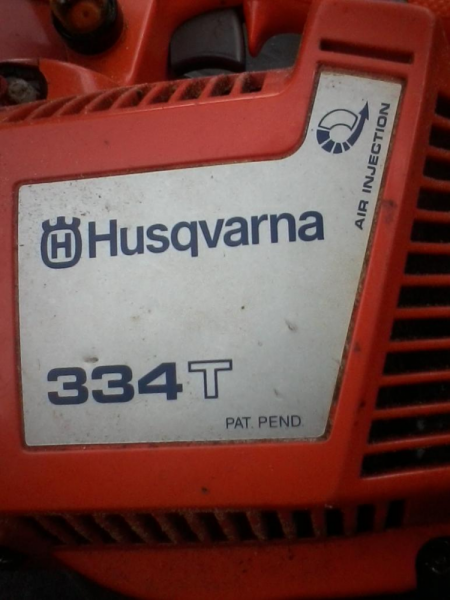 AIR INJECTION
H Husqvarna
334T
PAT. PEND.